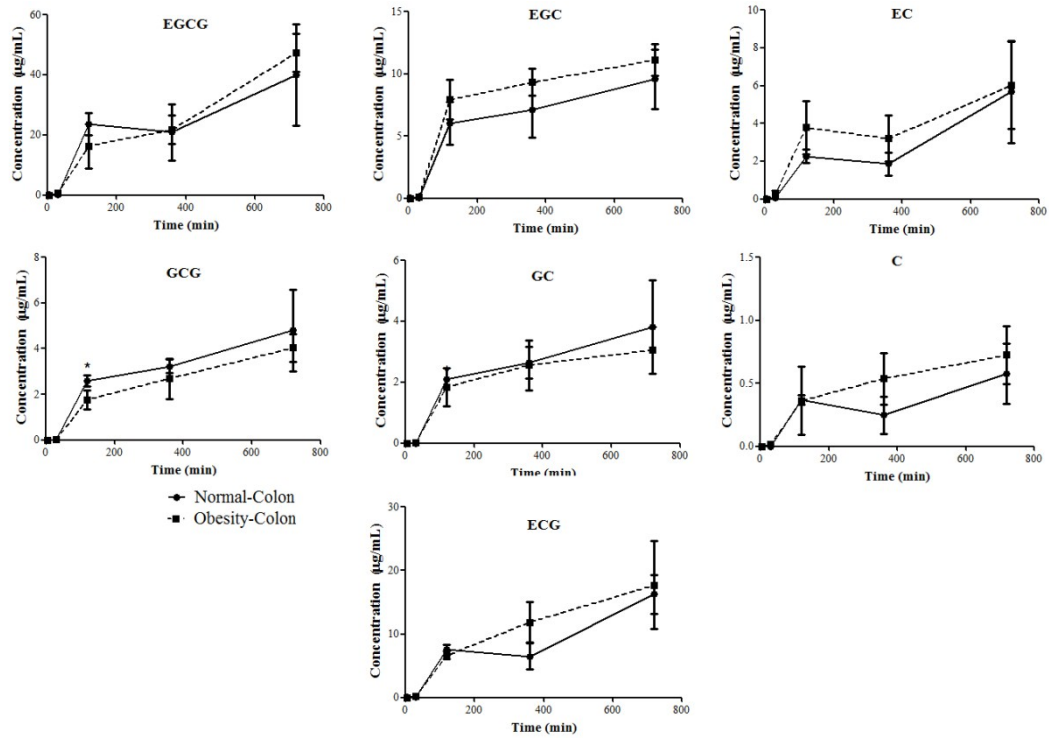 EGCG
Concentration (µg/mL)
60
40
20
0
0 200 400 600 800
Time (min)
EGC
Concentration (µg/mL)
15
10
5
0
0 200 400 600 800
Time (min)
EC
Concentration (µg/mL)
8
6
4
2
0
0 200 400 600 800
Time (min)
GCG
Concentration (µg/mL)
8
6
4
2
0
*
0 200 400 600 800
Time (min)
GC
Concentration (µg/mL)
6
4
2
0
*
0 200 400 600 800
Time (min)
C
Concentration (µg/mL)
1.5
1.0
0.5
0.0
0 200 400 600 800
Time (min)
Normal-Colon
Obesity-Colon
ECG
Concentration (µg/mL)
30
20
10
0
0 200 400 600 800
Time (min)